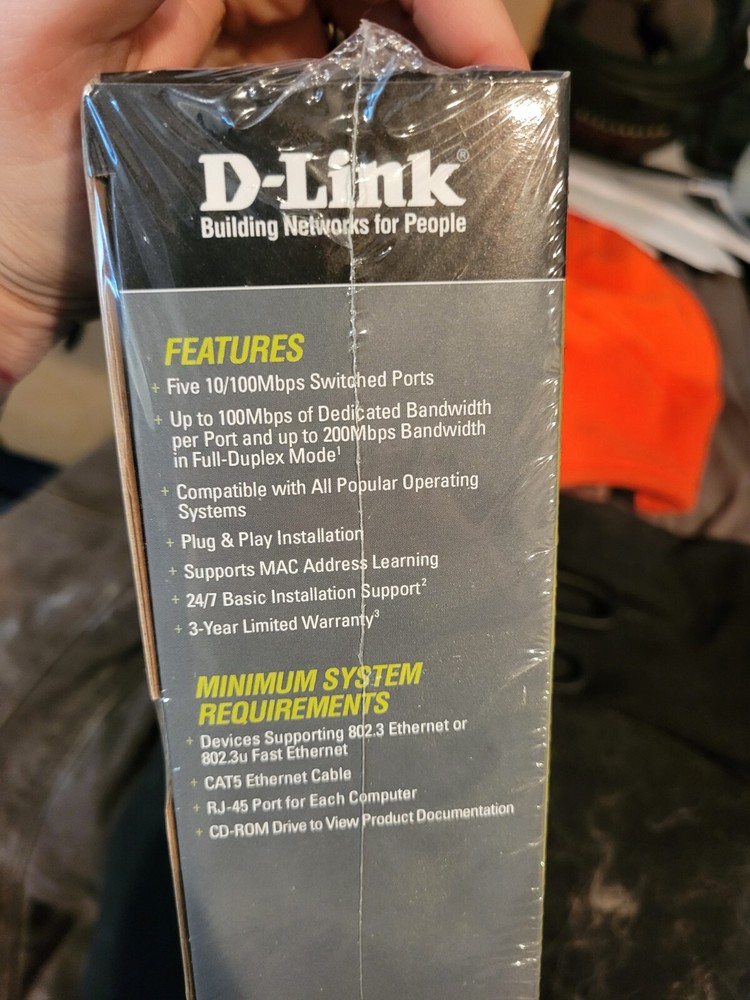 D-Link®
Building Networks for People
FEATURES
+ Five 10/100Mbps Switched Ports
+ Up to 100Mbps of Dedicated Bandwidth
per Port and up to 200Mbps Bandwidth
in Full-Duplex Mode¹
+ Compatible with All Popular Operating
Systems
+ Plug & Play Installation
+ Supports MAC Address Learning
+ 24/7 Basic Installation Support²
+ 3-Year Limited Warranty³
MINIMUM SYSTEM
REQUIREMENTS
+ Devices Supporting 802.3 Ethernet or
802.3u Fast Ethernet
+ CAT5 Ethernet Cable
+ RJ-45 Port for Each Computer
+ CD-ROM Drive to View Product Documentation